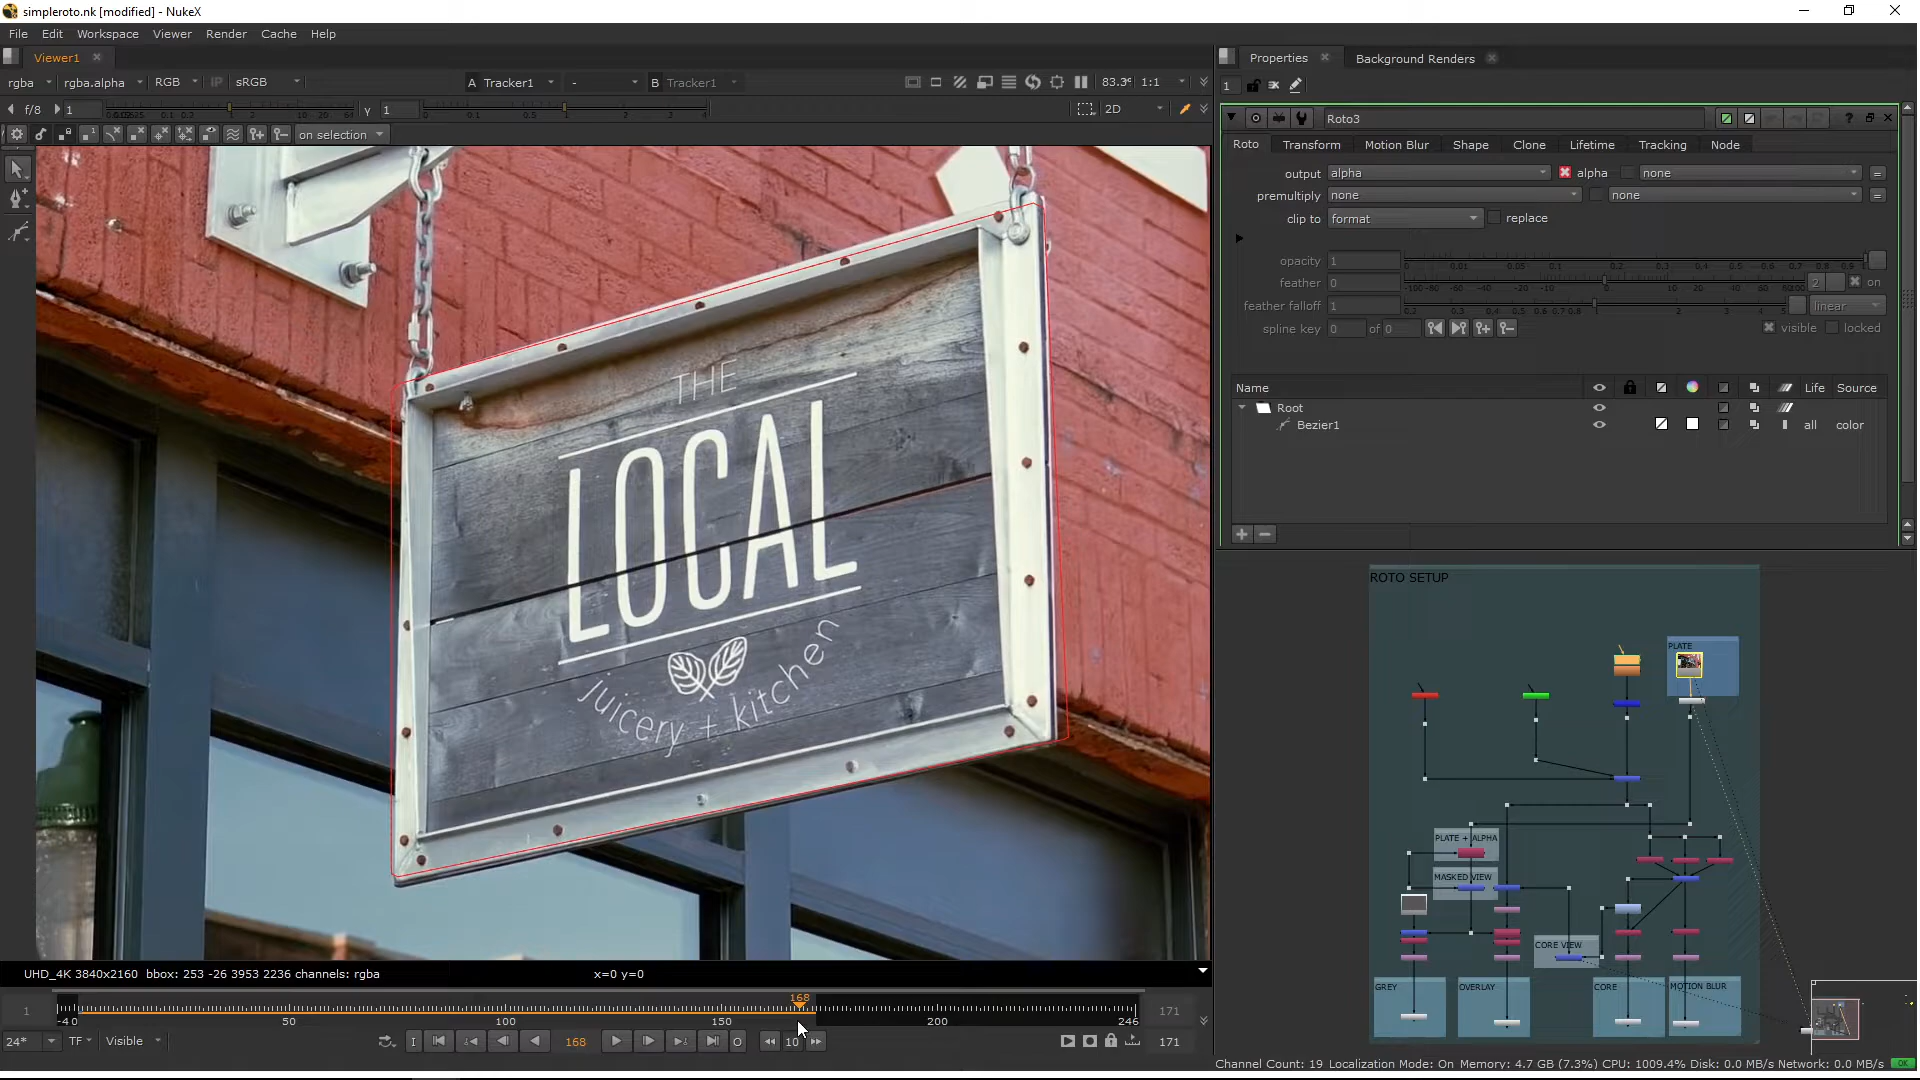 simpleroto.nk [modified] - NukeX
File Edit Workspace Viewer Render Cache Help
Viewer1
rgba rgba.alpha RGB IP sRGB A Tracker1 - B Tracker1 1:1
f/8 1 γ 1 2D
on selection
THE
LOCAL
juicery + kitchen
UHD_4K 3840x2160 bbox: 253 -26 3953 2236 channels: rgba x=0 y=0
168
1 50 100 150 200 246 171
24* TF Visible I 168 O 10 171
Properties Background Renders
1
Roto3
Roto Transform Motion Blur Shape Clone Lifetime Tracking Node
output alpha alpha none =
premultiply none none =
clip to format replace
opacity 1
feather 0 2 on
feather falloff 1 linear
spline key 0 of 0 visible locked
Name Life Source
Root
Bezier1 all color
ROTO SETUP
PLATE
PLATE + ALPHA
MASKED VIEW
CORE VIEW
GREY OVERLAY CORE MOTION BLUR
Channel Count: 19 Localization Mode: On Memory: 4.7 GB (7.3%) CPU: 1009.4% Disk: 0.0 MB/s Network: 0.0 MB/s